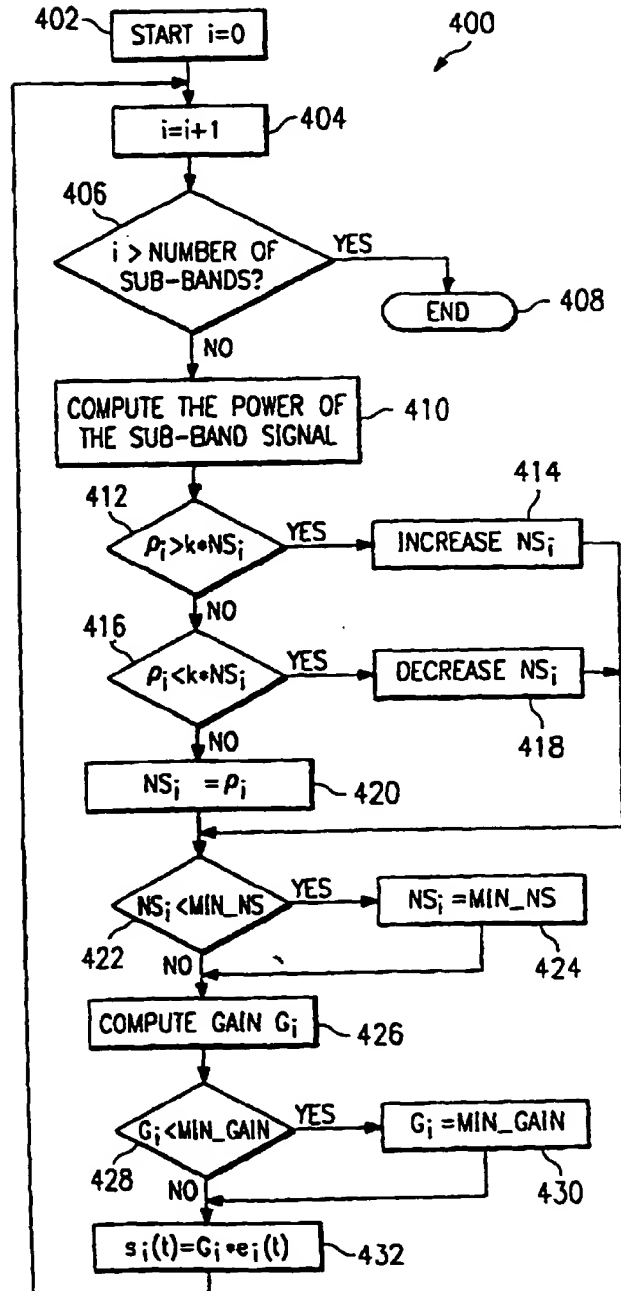 402
START i=0
400
i=i+1
404
406
i > NUMBER OF
SUB-BANDS?
YES
END
408
NO
COMPUTE THE POWER OF
THE SUB-BAND SIGNAL
410
412
ρi>k*NSi
YES
414
INCREASE NSi
NO
416
ρi<k*NSi
YES
DECREASE NSi
418
NO
NSi =ρi
420
NSi<MIN_NS
YES
NSi=MIN_NS
422
NO
424
COMPUTE GAIN Gi
426
Gi<MIN_GAIN
YES
Gi=MIN_GAIN
428
NO
430
si(t)=Gi*ei(t)
432